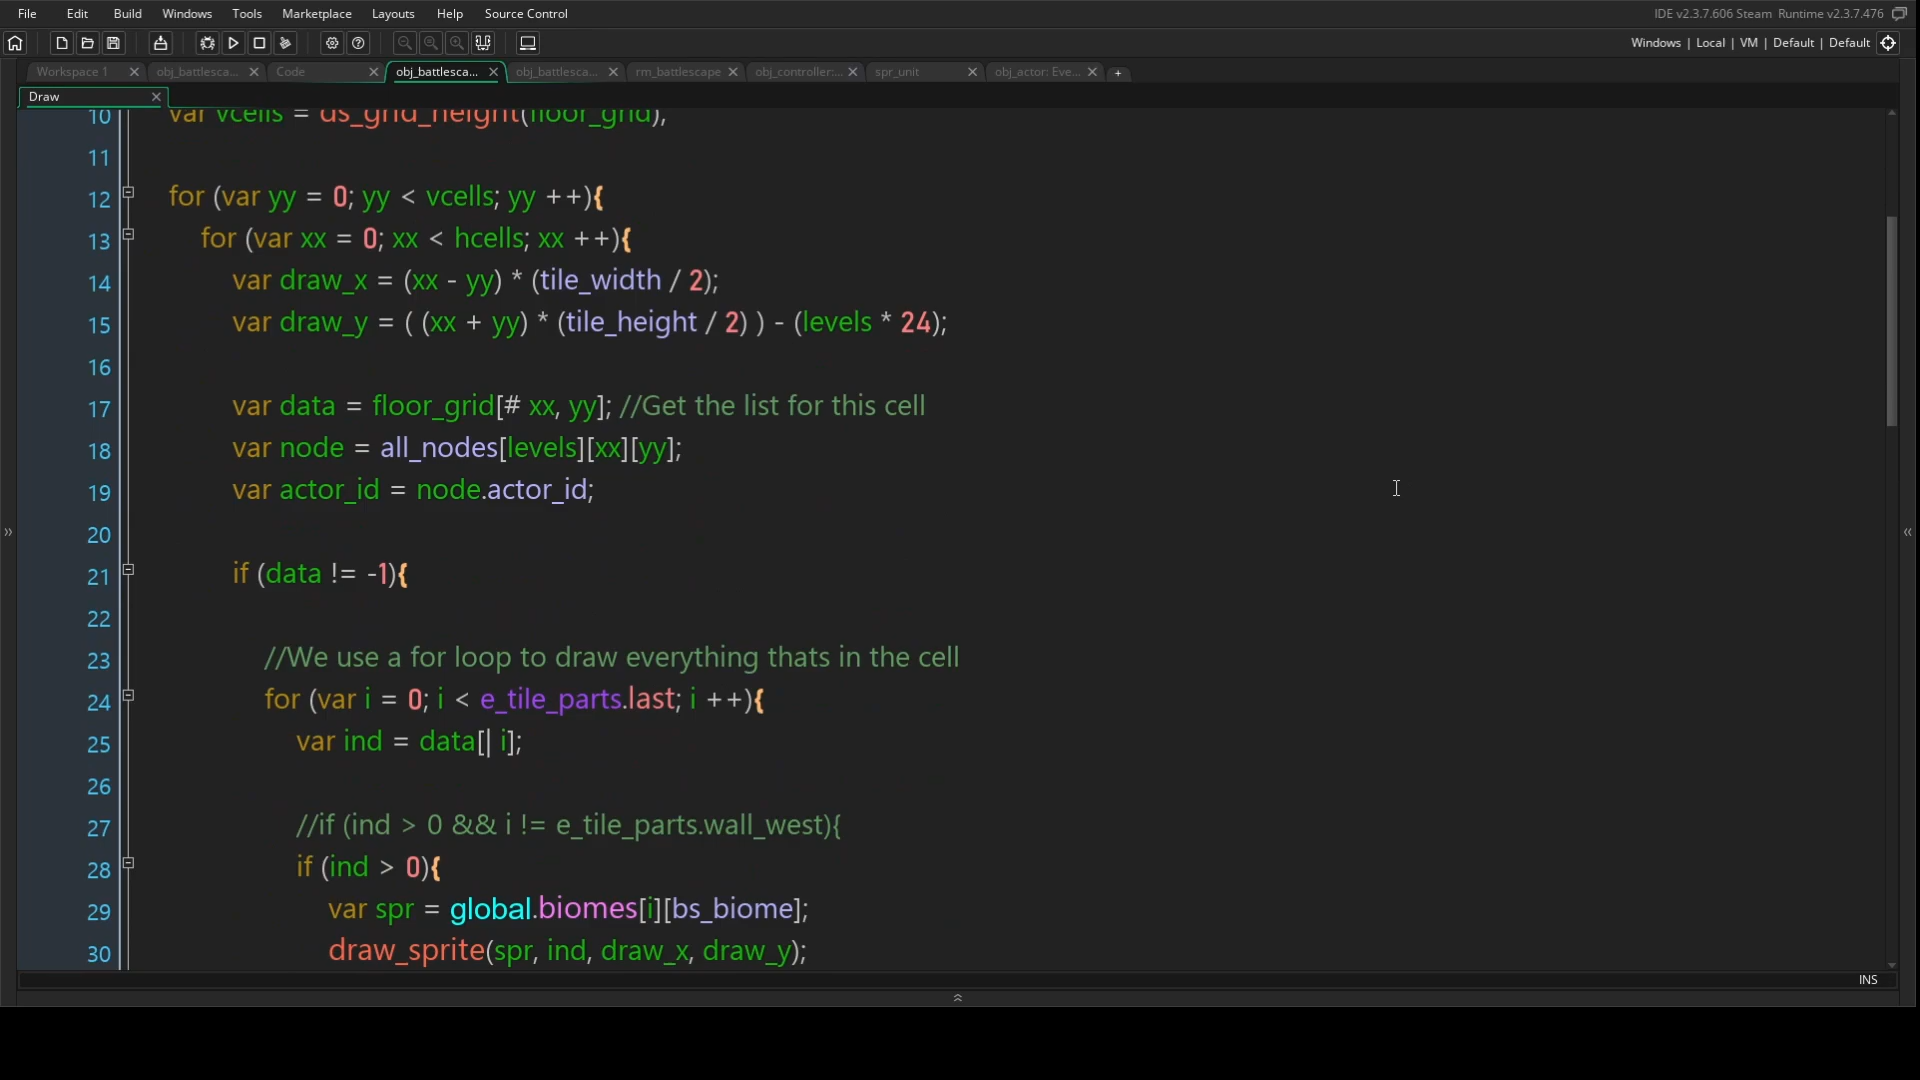 File Edit Build Windows Tools Marketplace Layouts Help Source Control IDE v2.3.7.606 Steam Runtime v2.3.7.476
Windows | Local | VM | Default | Default
Workspace 1 obj_battlesca... Code obj_battlesca... obj_battlesca... rm_battlescape obj_controller:... spr_unit obj_actor: Eve... +
Draw
10 var vcells = ds_grid_height(floor_grid);
11
12 for (var yy = 0; yy < vcells; yy ++){
13 for (var xx = 0; xx < hcells; xx ++){
14 var draw_x = (xx - yy) * (tile_width / 2);
15 var draw_y = ( (xx + yy) * (tile_height / 2) ) - (levels * 24);
16
17 var data = floor_grid[# xx, yy]; //Get the list for this cell
18 var node = all_nodes[levels][xx][yy];
19 var actor_id = node.actor_id;
20
21 if (data != -1){
22
23 //We use a for loop to draw everything thats in the cell
24 for (var i = 0; i < e_tile_parts.last; i ++){
25 var ind = data[| i];
26
27 //if (ind > 0 && i != e_tile_parts.wall_west){
28 if (ind > 0){
29 var spr = global.biomes[i][bs_biome];
30 draw_sprite(spr, ind, draw_x, draw_y);
INS